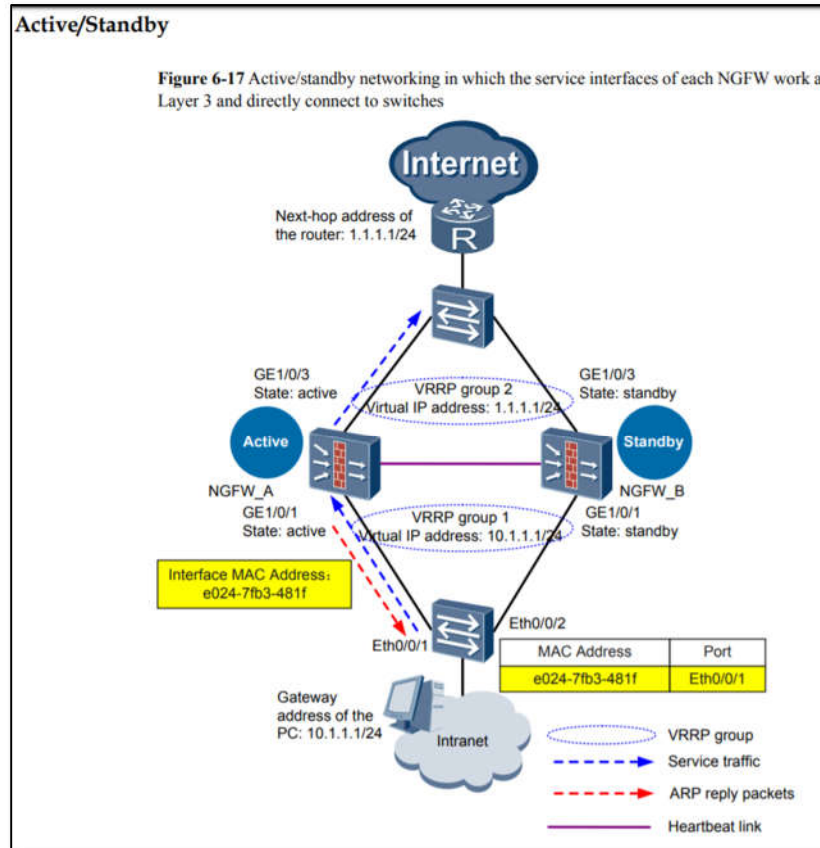 Active/Standby
Figure 6-17 Active/standby networking in which the service interfaces of each NGFW work a
Layer 3 and directly connect to switches
Internet
Next-hop address of
the router: 1.1.1.1/24
R
GE1/0/3
State: active
GE1/0/3
State: standby
VRRP group 2
Virtual IP address: 1.1.1.1/24
Active
Standby
NGFW_A
NGFW_B
GE1/0/1
State: active
GE1/0/1
State: standby
VRRP group 1
Virtual IP address: 10.1.1.1/24
Interface MAC Address:
e024-7fb3-481f
Eth0/0/1
Eth0/0/2
MAC Address Port
e024-7fb3-481f Eth0/0/1
Gateway
address of the
PC: 10.1.1.1/24
Intranet
VRRP group
Service traffic
ARP reply packets
Heartbeat link